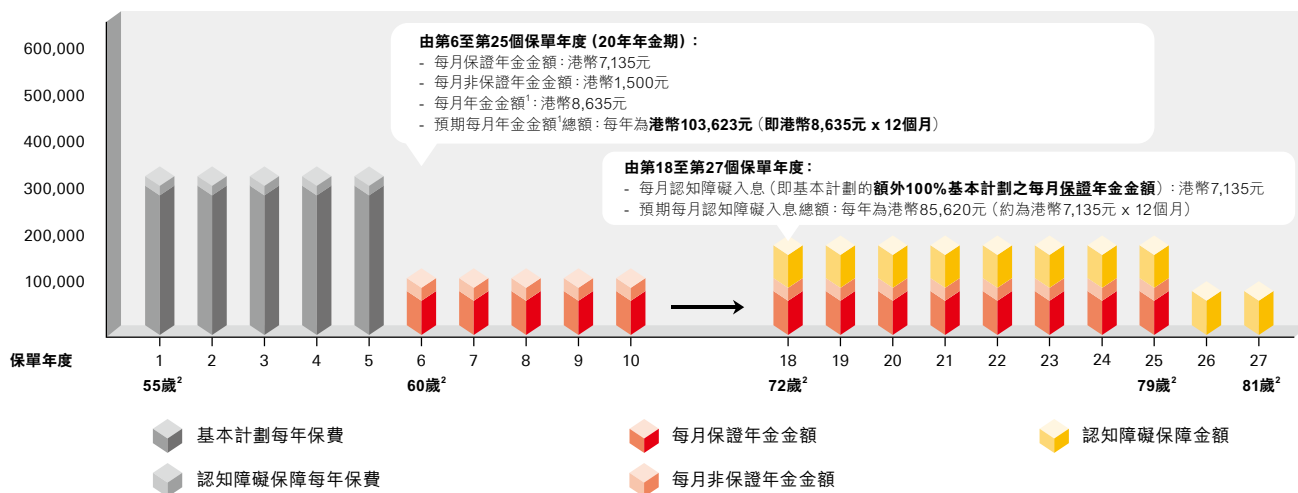 600,000
500,000
400,000
300,000
200,000
100,000
由第6至第25個保單年度（20年年金期）：
- 每月保證年金金額：港幣7,135元
- 每月非保證年金金額：港幣1,500元
- 每月年金金額¹：港幣8,635元
- 預期每月年金金額¹總額：每年為港幣103,623元（即港幣8,635元 x 12個月）
由第18至第27個保單年度：
- 每月認知障礙入息（即基本計劃的額外100%基本計劃之每月保證年金金額）：港幣7,135元
- 預期每月認知障礙入息總額：每年為港幣85,620元（約為港幣7,135元 x 12個月）
保單年度 1 2 3 4 5 6 7 8 9 10 18 19 20 21 22 23 24 25 26 27
55歲² 60歲² 72歲² 79歲² 81歲²
基本計劃每年保費 每月保證年金金額 認知障礙保障金額
認知障礙保障每年保費 每月非保證年金金額